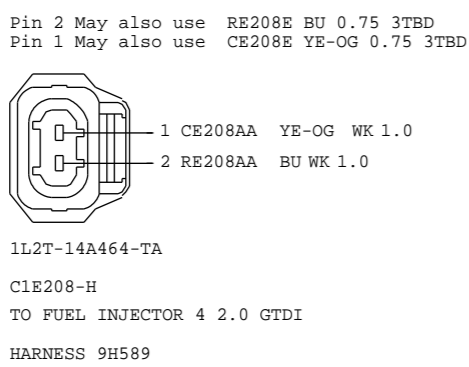 Pin 2 May also use RE208E BU 0.75 3TBD
Pin 1 May also use CE208E YE-OG 0.75 3TBD
1 CE208AA YE-OG WK 1.0
2 RE208AA BU WK 1.0
1L2T-14A464-TA
C1E208-H
TO FUEL INJECTOR 4 2.0 GTDI
HARNESS 9H589